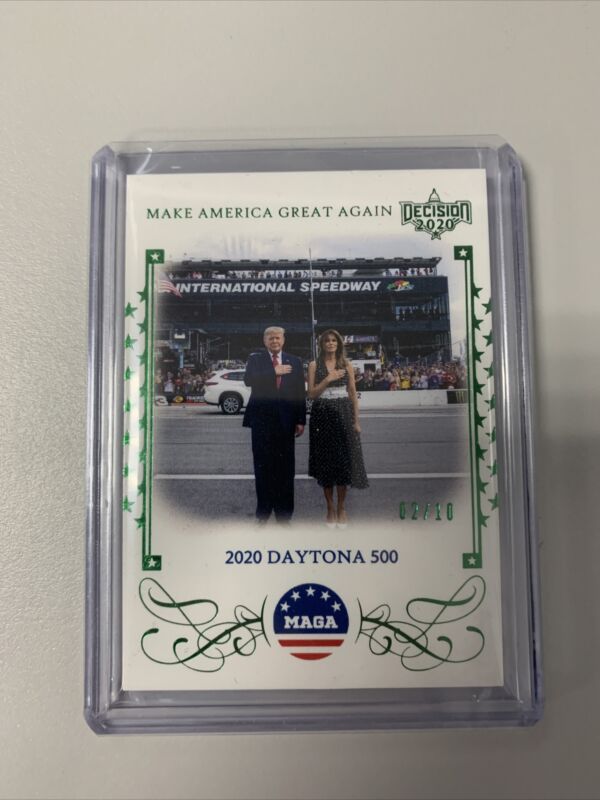 MAKE AMERICA GREAT AGAIN
DECISION
2020
INTERNATIONAL SPEEDWAY
02/10
2020 DAYTONA 500
MAGA